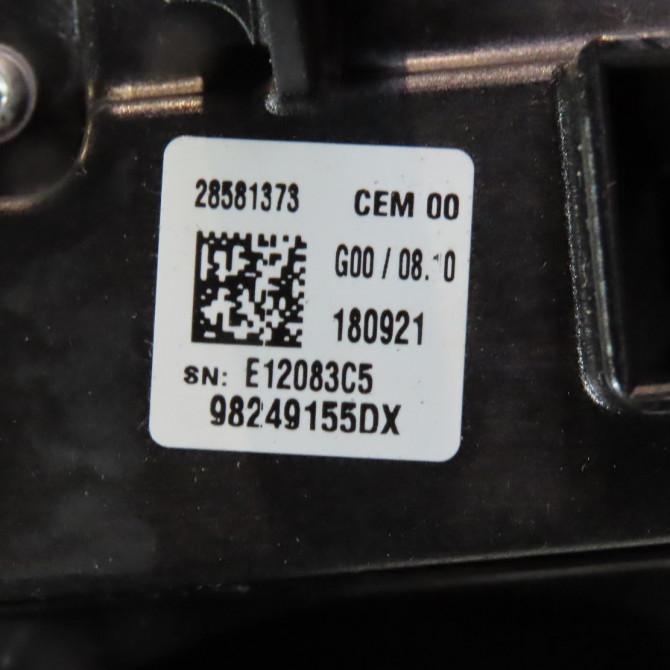 28581373 CEM 00
G00 / 08.10
180921
SN: E12083C5
98249155DX